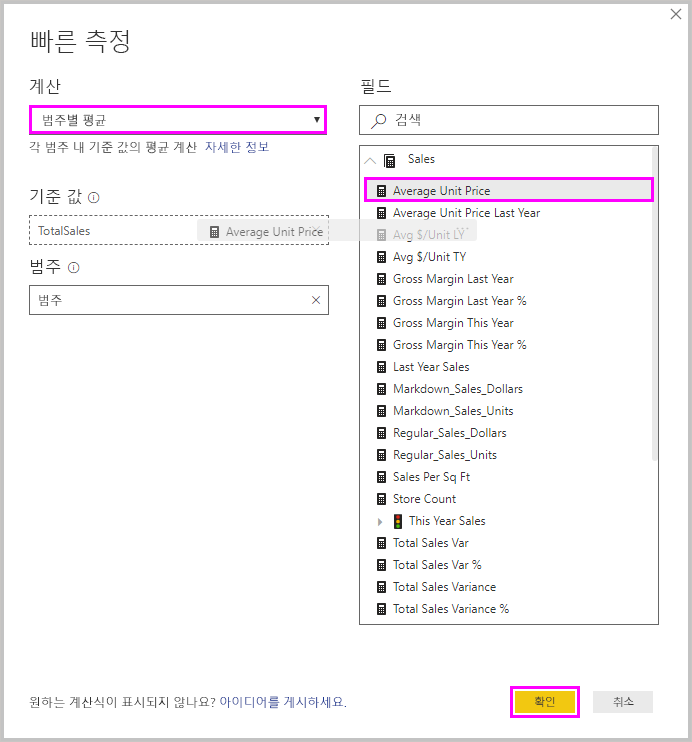 빠른 측정
계산
범주별 평균
각 범주 내 기준 값의 평균 계산 자세한 정보
기준 값
TotalSales
Average Unit Price
범주
범주
필드
검색
Sales
Average Unit Price
Average Unit Price Last Year
Avg $/Unit LY
Avg $/Unit TY
Gross Margin Last Year
Gross Margin Last Year %
Gross Margin This Year
Gross Margin This Year %
Last Year Sales
Markdown_Sales_Dollars
Markdown_Sales_Units
Regular_Sales_Dollars
Regular_Sales_Units
Sales Per Sq Ft
Store Count
This Year Sales
Total Sales Var
Total Sales Var %
Total Sales Variance
Total Sales Variance %
원하는 계산식이 표시되지 않나요? 아이디어를 게시하세요.
확인
취소